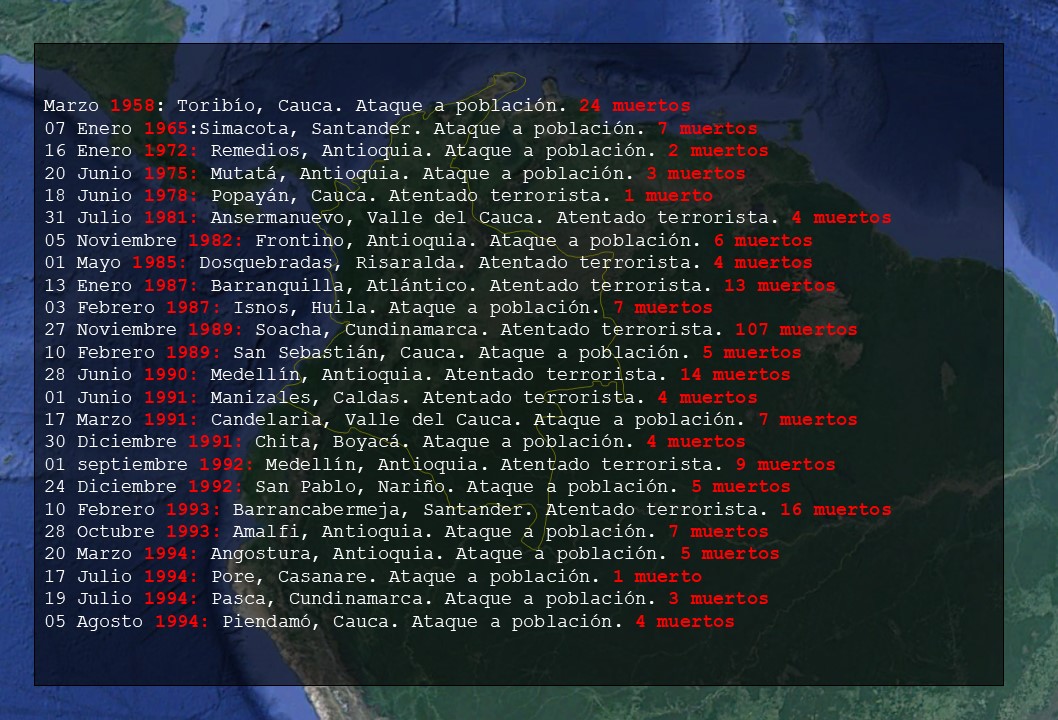 Marzo 1958: Toribío, Cauca. Ataque a población. 24 muertos
07 Enero 1965:Simacota, Santander. Ataque a población. 7 muertos
16 Enero 1972: Remedios, Antioquia. Ataque a población. 2 muertos
20 Junio 1975: Mutatá, Antioquia. Ataque a población. 3 muertos
18 Junio 1978: Popayán, Cauca. Atentado terrorista. 1 muerto
31 Julio 1981: Ansermanuevo, Valle del Cauca. Atentado terrorista. 4 muertos
05 Noviembre 1982: Frontino, Antioquia. Ataque a población. 6 muertos
01 Mayo 1985: Dosquebradas, Risaralda. Atentado terrorista. 4 muertos
13 Enero 1987: Barranquilla, Atlántico. Atentado terrorista. 13 muertos
03 Febrero 1987: Isnos, Huila. Ataque a población. 7 muertos
27 Noviembre 1989: Soacha, Cundinamarca. Atentado terrorista. 107 muertos
10 Febrero 1989: San Sebastián, Cauca. Ataque a población. 5 muertos
28 Junio 1990: Medellín, Antioquia. Atentado terrorista. 14 muertos
01 Junio 1991: Manizales, Caldas. Atentado terrorista. 4 muertos
17 Marzo 1991: Candelaria, Valle del Cauca. Ataque a población. 7 muertos
30 Diciembre 1991: Chita, Boyacá. Ataque a población. 4 muertos
01 septiembre 1992: Medellín, Antioquia. Atentado terrorista. 9 muertos
24 Diciembre 1992: San Pablo, Nariño. Ataque a población. 5 muertos
10 Febrero 1993: Barrancabermeja, Santander. Atentado terrorista. 16 muertos
28 Octubre 1993: Amalfi, Antioquia. Ataque a población. 7 muertos
20 Marzo 1994: Angostura, Antioquia. Ataque a población. 5 muertos
17 Julio 1994: Pore, Casanare. Ataque a población. 1 muerto
19 Julio 1994: Pasca, Cundinamarca. Ataque a población. 3 muertos
05 Agosto 1994: Piendamó, Cauca. Ataque a población. 4 muertos